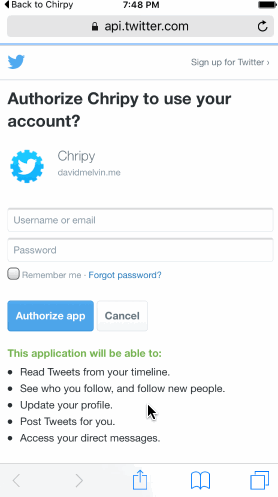 Back to Chirpy 7:48 PM
api.twitter.com
Sign up for Twitter ›
Authorize Chripy to use your
account?
Chripy
davidmelvin.me
Username or email
Password
Remember me · Forgot password?
Authorize app Cancel
This application will be able to:
• Read Tweets from your timeline.
• See who you follow, and follow new people.
• Update your profile.
• Post Tweets for you.
• Access your direct messages.